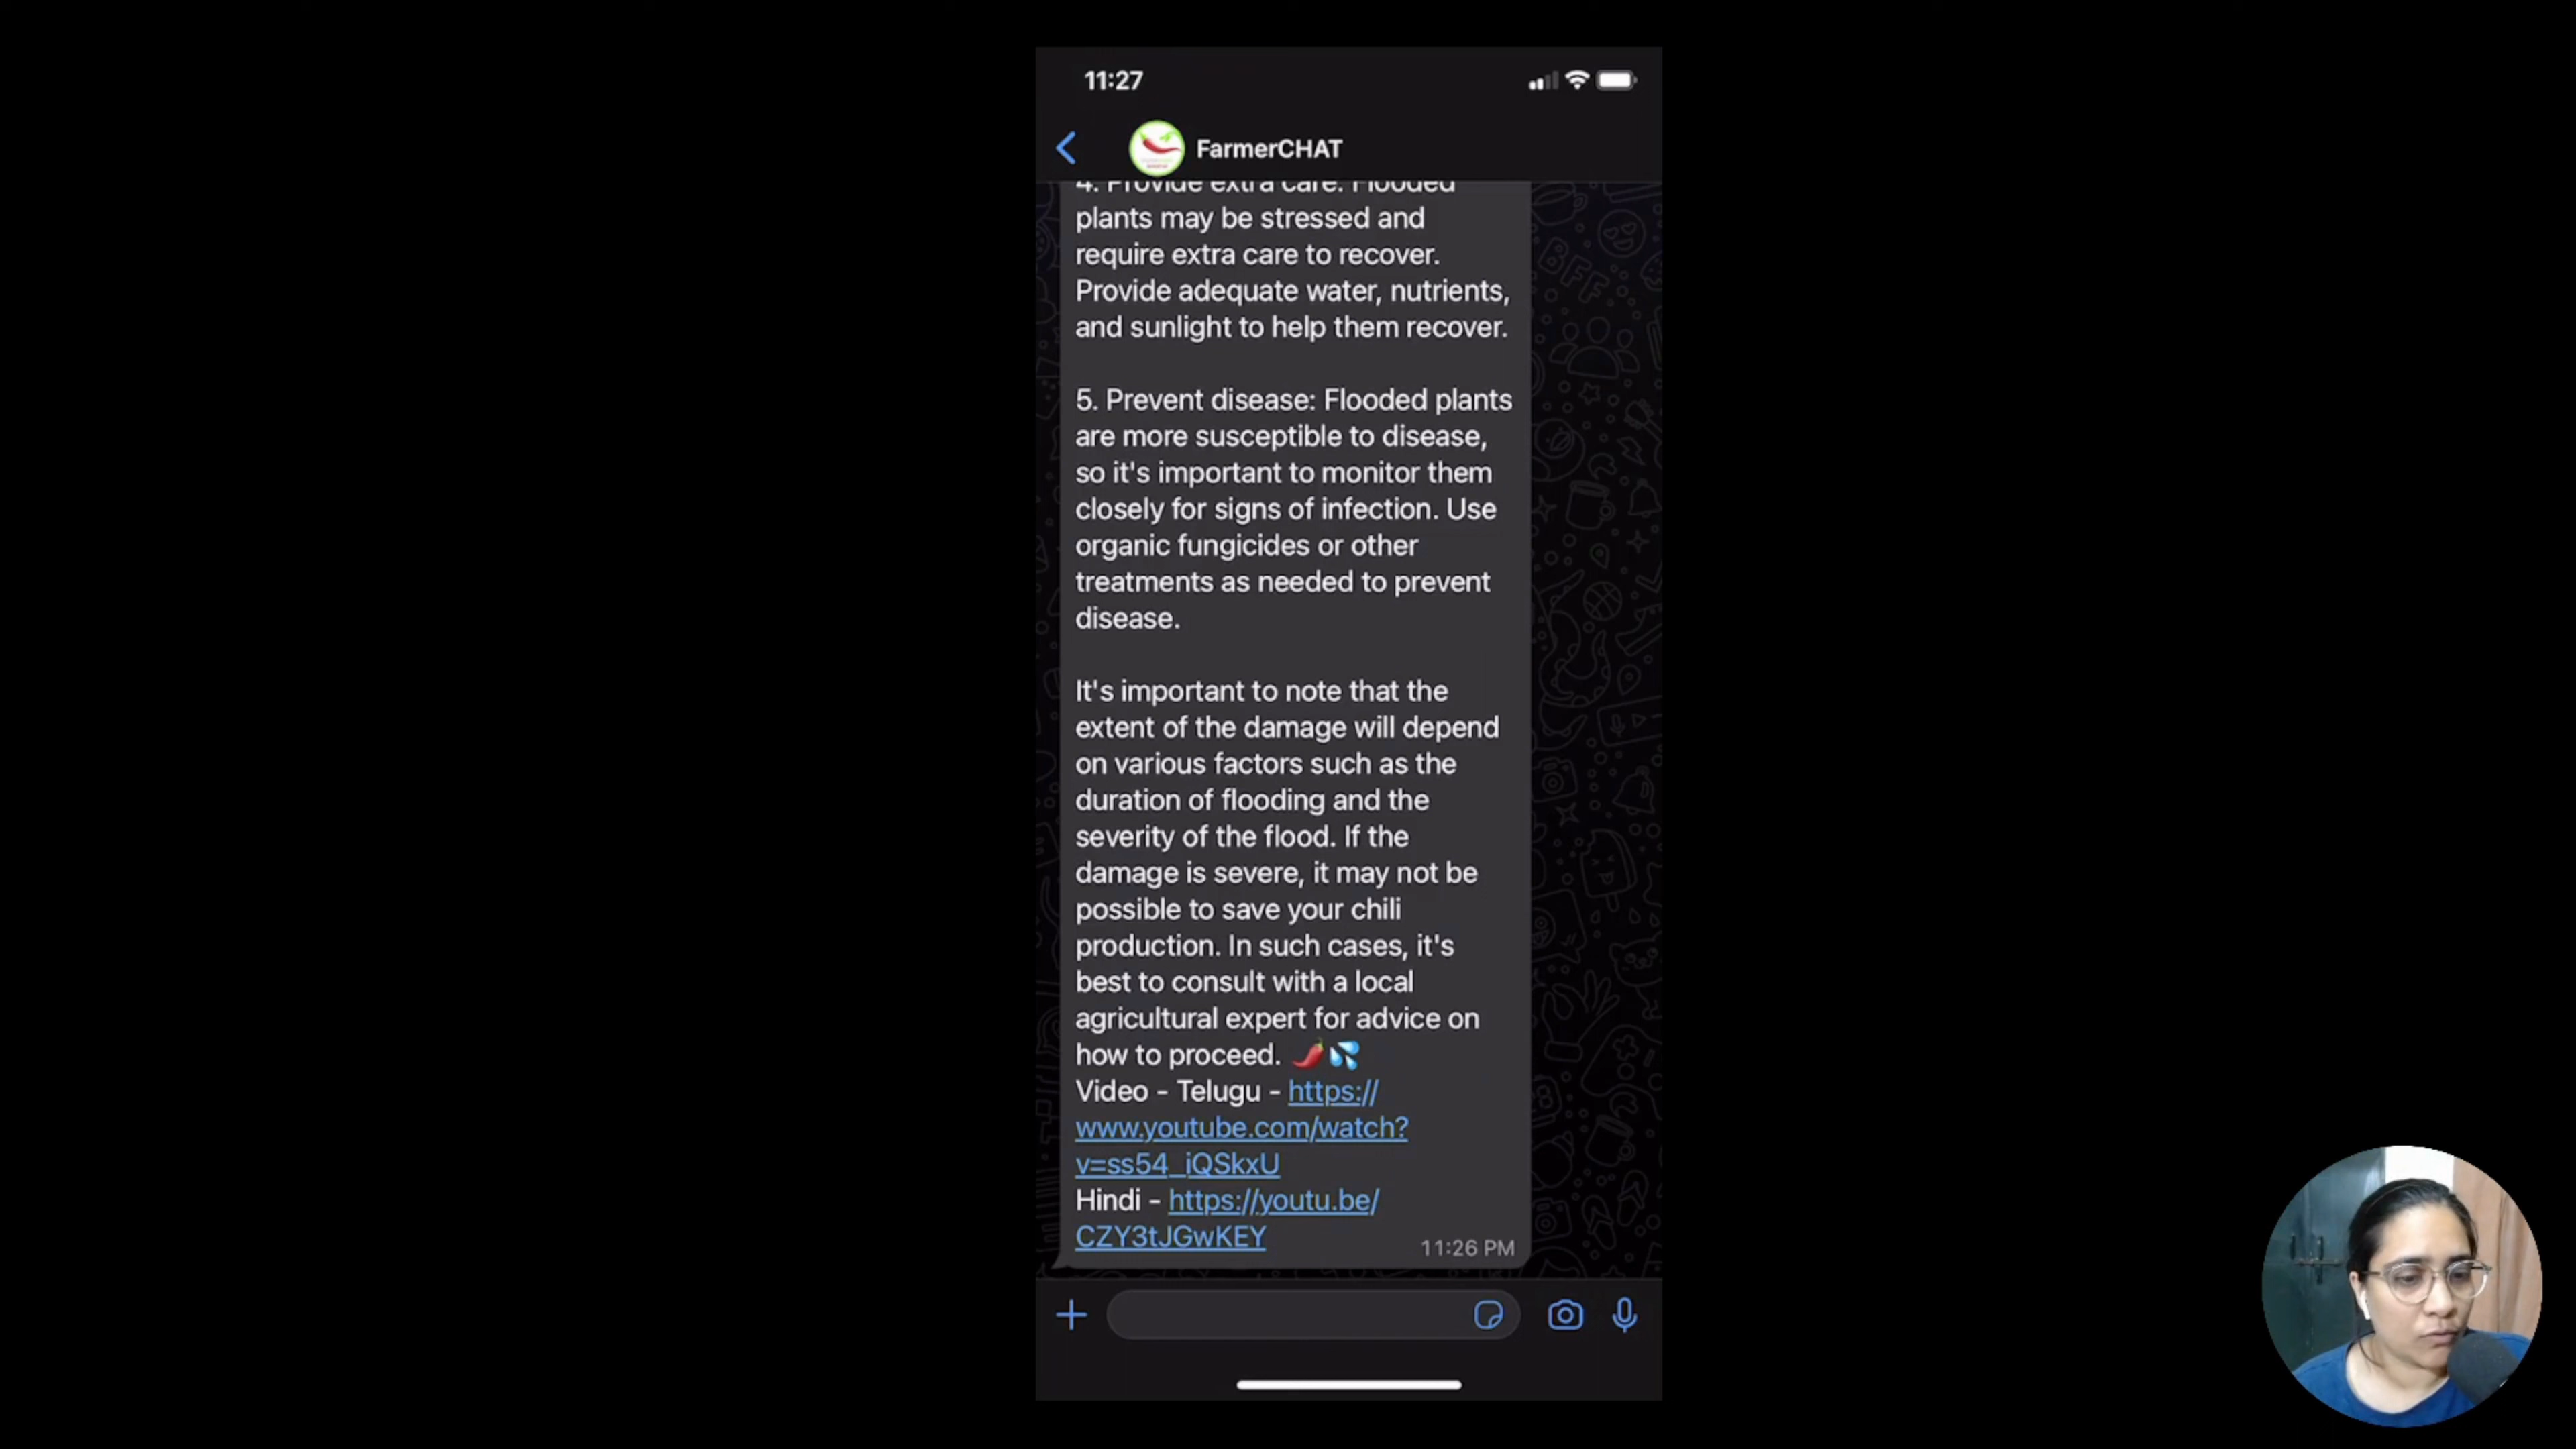 11:27
FarmerCHAT
4. Provide extra care: Flooded
plants may be stressed and
require extra care to recover.
Provide adequate water, nutrients,
and sunlight to help them recover.
5. Prevent disease: Flooded plants
are more susceptible to disease,
so it's important to monitor them
closely for signs of infection. Use
organic fungicides or other
treatments as needed to prevent
disease.
It's important to note that the
extent of the damage will depend
on various factors such as the
duration of flooding and the
severity of the flood. If the
damage is severe, it may not be
possible to save your chili
production. In such cases, it's
best to consult with a local
agricultural expert for advice on
how to proceed. 🌶️💦
Video - Telugu - https://
www.youtube.com/watch?
v=ss54_iQSkxU
Hindi - https://youtu.be/
CZY3tJGwKEY
11:26 PM